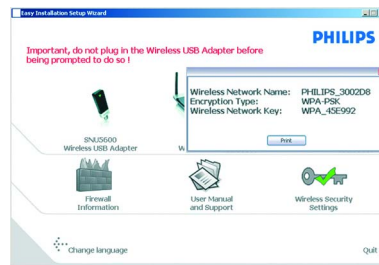 Easy Installation Setup Wizard
PHILIPS
Important, do not plug in the Wireless USB Adapter before
being prompted to do so !
Wireless Network Name: PHILIPS_3002D8
Encryption Type: WPA-PSK
Wireless Network Key: WPA_45E992
Print
SNU5600
Wireless USB Adapter
W
Firewall
Information
User Manual
and Support
Wireless Security
Settings
Change language
Quit